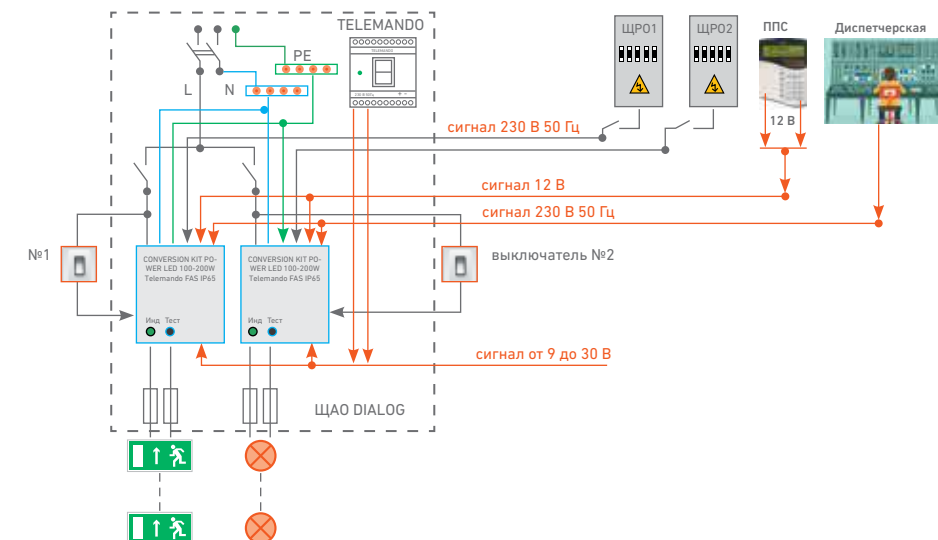 TELEMANDO
ЩРО1
ЩРО2
ППС
Диспетчерская
PE
TELEMANDO
L
N
12 В
сигнал 230 В 50 Гц
сигнал 12 В
сигнал 230 В 50 Гц
№1
CONVERSION KIT PO-
WER LED 100-200W
Telemando FAS IP65
Инд Тест
CONVERSION KIT PO-
WER LED 100-200W
Telemando FAS IP65
Инд Тест
выключатель №2
сигнал от 9 до 30 В
ЩАО DIALOG